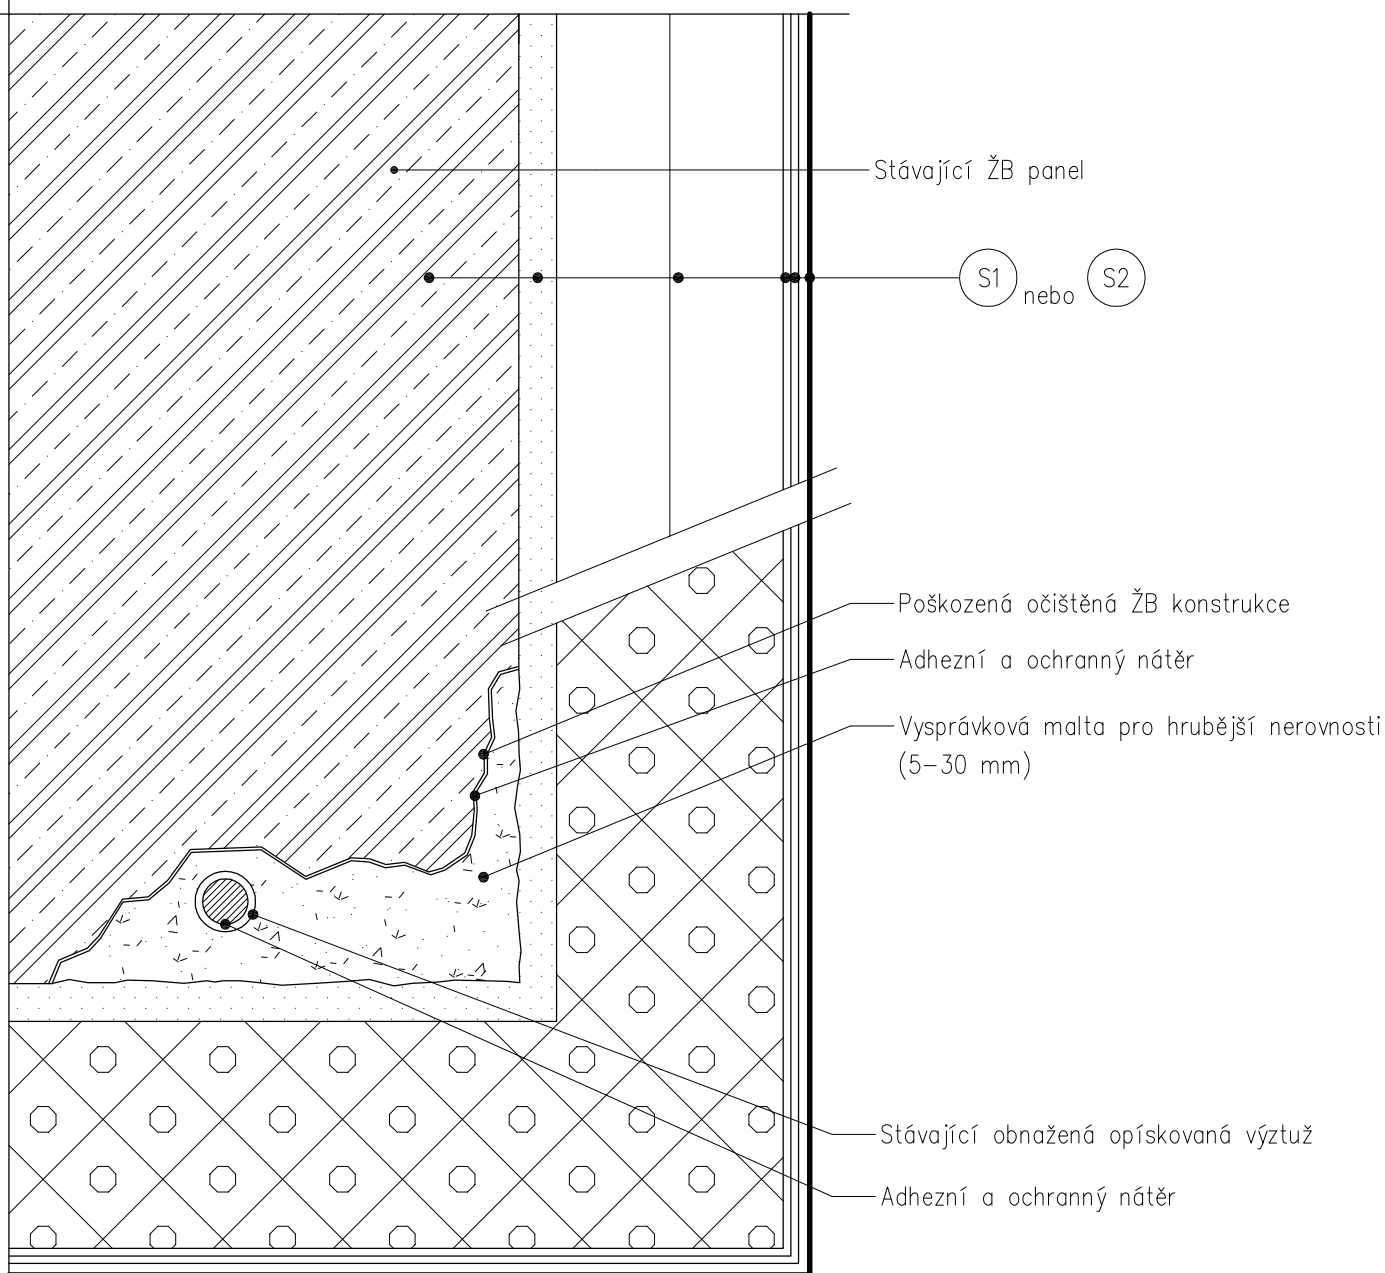 Stávající ŽB panel
S1 nebo S2
Poškozená očištěná ŽB konstrukce
Adhezní a ochranný nátěr
Vysprávková malta pro hrubější nerovnosti
(5–30 mm)
Stávající obnažená opískovaná výztuž
Adhezní a ochranný nátěr